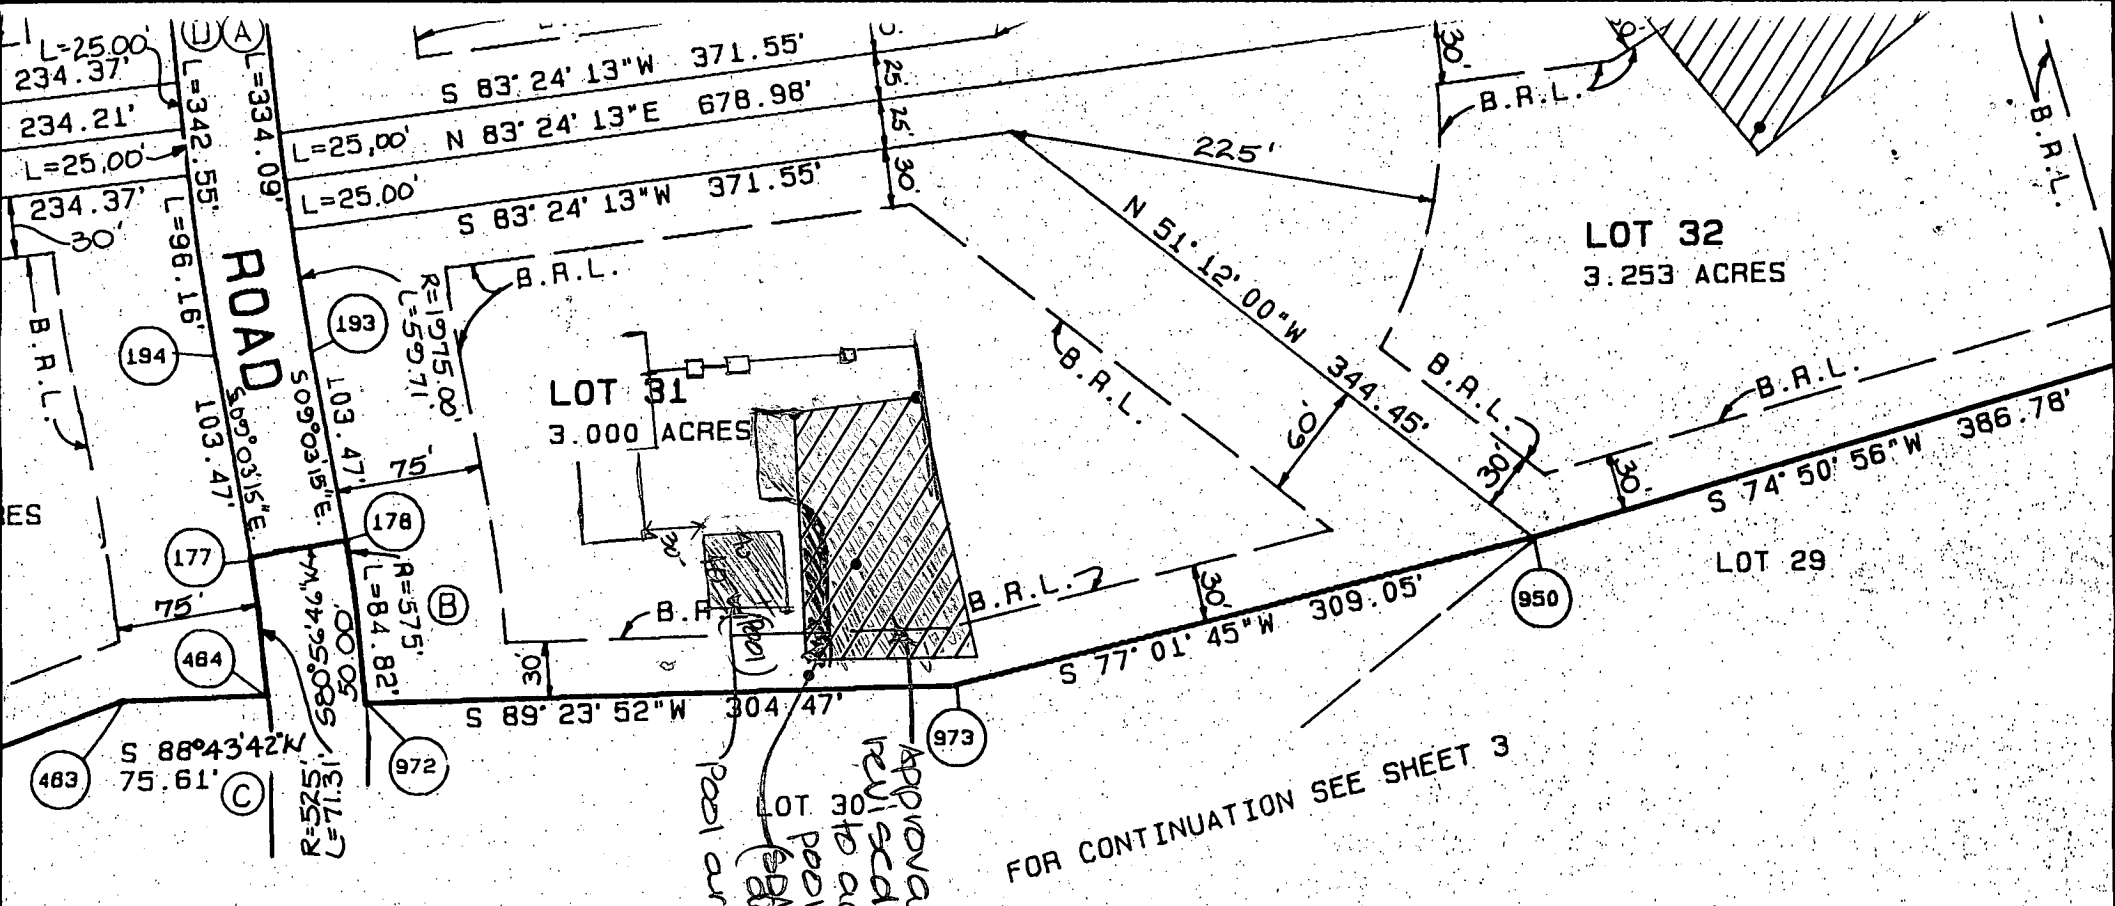 L=25.00'
234.37'
234.21'
L=25.00'
234.37'
30'
B.R.L.
L=342.55'
L=96.16'
A
L=334.09'
ROAD
194
193
103.47'
S09°03'15"E.
S09°03'15"E.
103.47'
R=1975.00'
L=59.71'
75'
177
178
75'
464
463
S 88°43'42"W
75.61'
C
S80°56'46"W
50.00'
R=525'
L=71.31'
R=575'
L=84.82'
B
972
S 83° 24' 13"W 371.55'
N 83° 24' 13"E 678.98'
L=25.00'
L=25.00'
S 83° 24' 13"W 371.55'
25'
25'
30'
B.R.L.
LOT 31
3.000 ACRES
30'
B.R.L.
(pool)
30'
S 89° 23' 52"W 304.47'
973
LOT 30
B.R.L.
N 51° 12' 00"W 344.45'
60'
225'
30'
B.R.L.
B.R.L.
LOT 32
3.253 ACRES
B.R.L.
30'
B.R.L.
30'
S 74° 50' 56"W 386.78'
LOT 29
950
B.R.L.
30'
S 77° 01' 45"W 309.05'
FOR CONTINUATION SEE SHEET 3